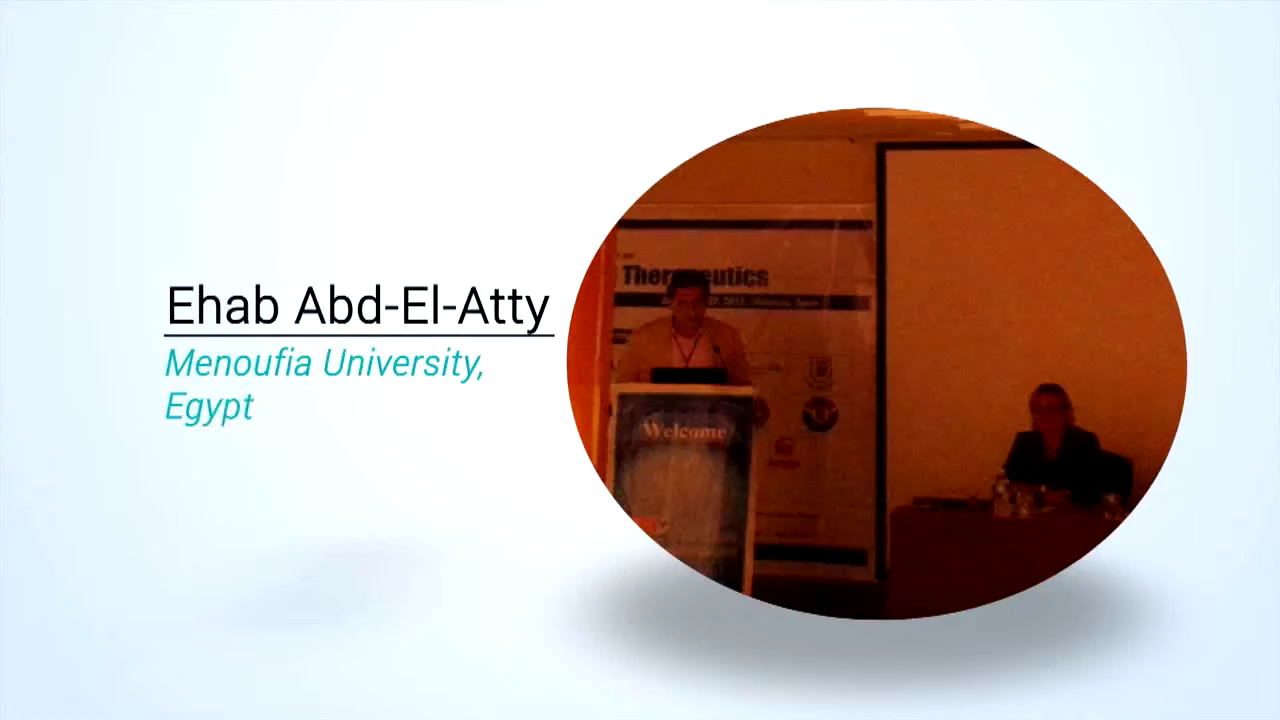 Ehab Abd-El-Atty
Menoufia University,
Egypt
Therapeutics
Welcome